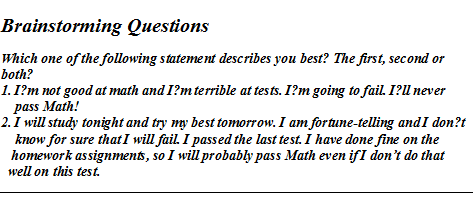 Brainstorming Questions
Which one of the following statement describes you best? The first, second or
both?
1. I?m not good at math and I?m terrible at tests. I?m going to fail. I?ll never
pass Math!
2. I will study tonight and try my best tomorrow. I am fortune-telling and I don?t
know for sure that I will fail. I passed the last test. I have done fine on the
homework assignments, so I will probably pass Math even if I don’t do that
well on this test.